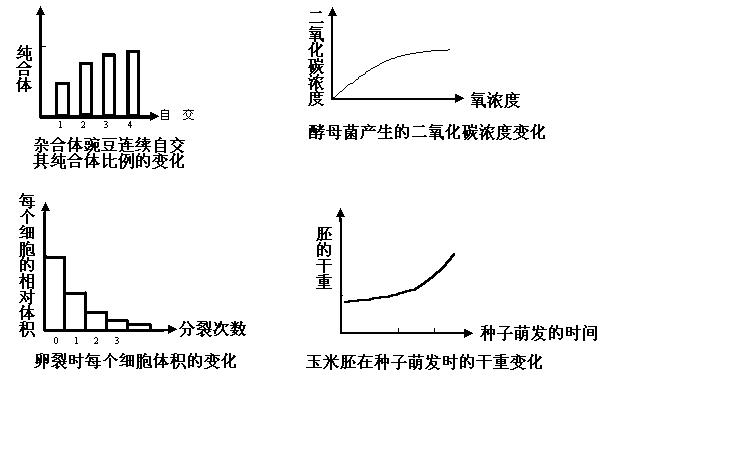 纯合体
1 2 3 4
自 交
杂合体豌豆连续自交
其纯合体比例的变化
二氧化碳浓度
氧浓度
酵母菌产生的二氧化碳浓度变化
每个细胞的相对体积
0 1 2 3
分裂次数
卵裂时每个细胞体积的变化
胚的干重
种子萌发的时间
玉米胚在种子萌发时的干重变化